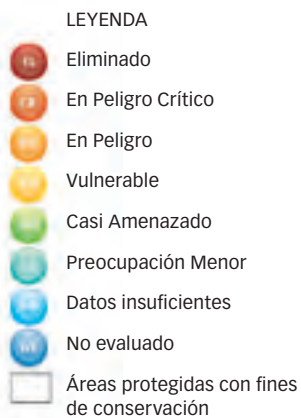 LEYENDA
Eliminado
En Peligro Crítico
En Peligro
Vulnerable
Casi Amenazado
Preocupación Menor
Datos insuficientes
No evaluado
Áreas protegidas con fines
de conservación